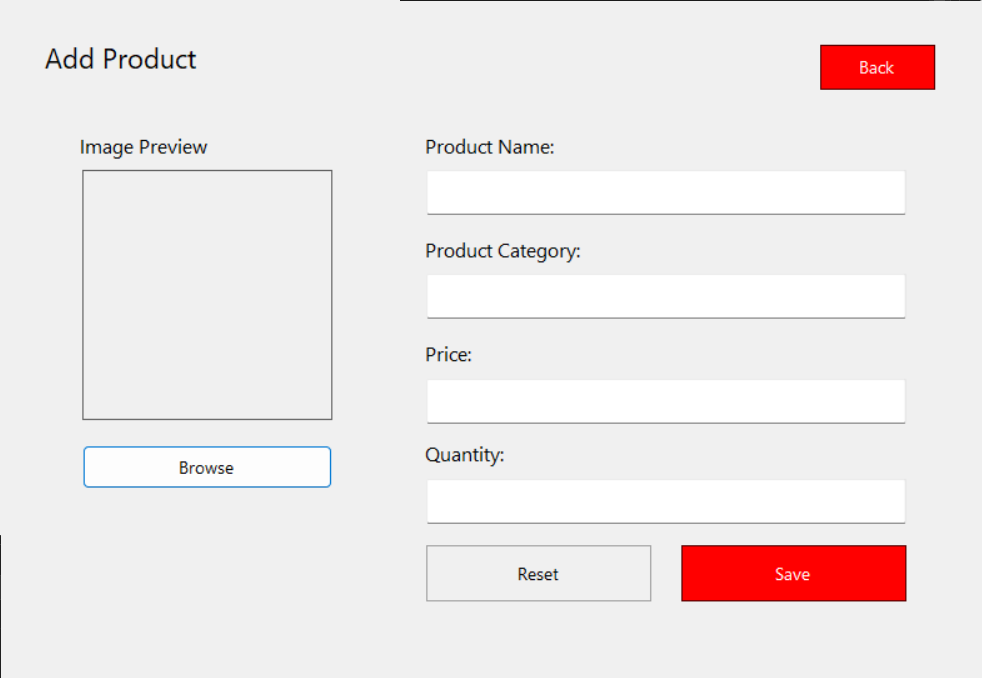 Add Product
Back
Image Preview
Browse
Product Name:
Product Category:
Price:
Quantity:
Reset
Save